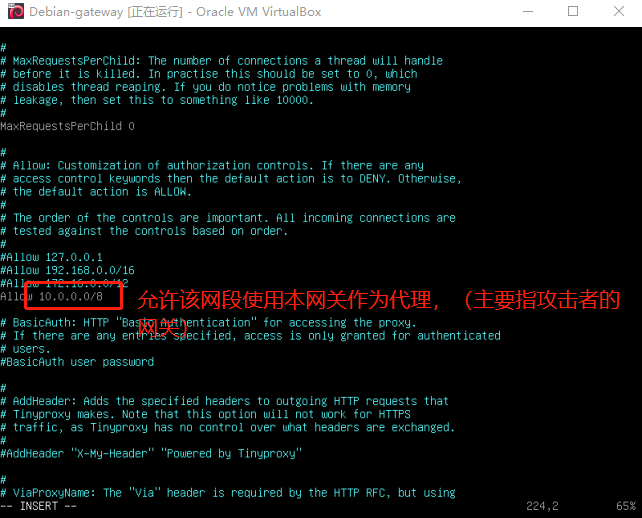 Debian-gateway [正在运行] - Oracle VM VirtualBox
#
# MaxRequestsPerChild: The number of connections a thread will handle
# before it is killed. In practise this should be set to 0, which
# disables thread reaping. If you do notice problems with memory
# leakage, then set this to something like 10000.
#
MaxRequestsPerChild 0
#
# Allow: Customization of authorization controls. If there are any
# access control keywords then the default action is to DENY. Otherwise,
# the default action is ALLOW.
#
# The order of the controls are important. All incoming connections are
# tested against the controls based on order.
#
#Allow 127.0.0.1
#Allow 192.168.0.0/16
#Allow 172.16.0.0/12
Allow 10.0.0.0/8
允许该网段使用本网关作为代理，（主要指攻击者的
网关）
# BasicAuth: HTTP "Basic Authentication" for accessing the proxy.
# If there are any entries specified, access is only granted for authenticated
# users.
#BasicAuth user password
#
# AddHeader: Adds the specified headers to outgoing HTTP requests that
# Tinyproxy makes. Note that this option will not work for HTTPS
# traffic, as Tinyproxy has no control over what headers are exchanged.
#
#AddHeader "X-My-Header" "Powered by Tinyproxy"
#
# ViaProxyName: The "Via" header is required by the HTTP RFC, but using
-- INSERT -- 224,2 65%